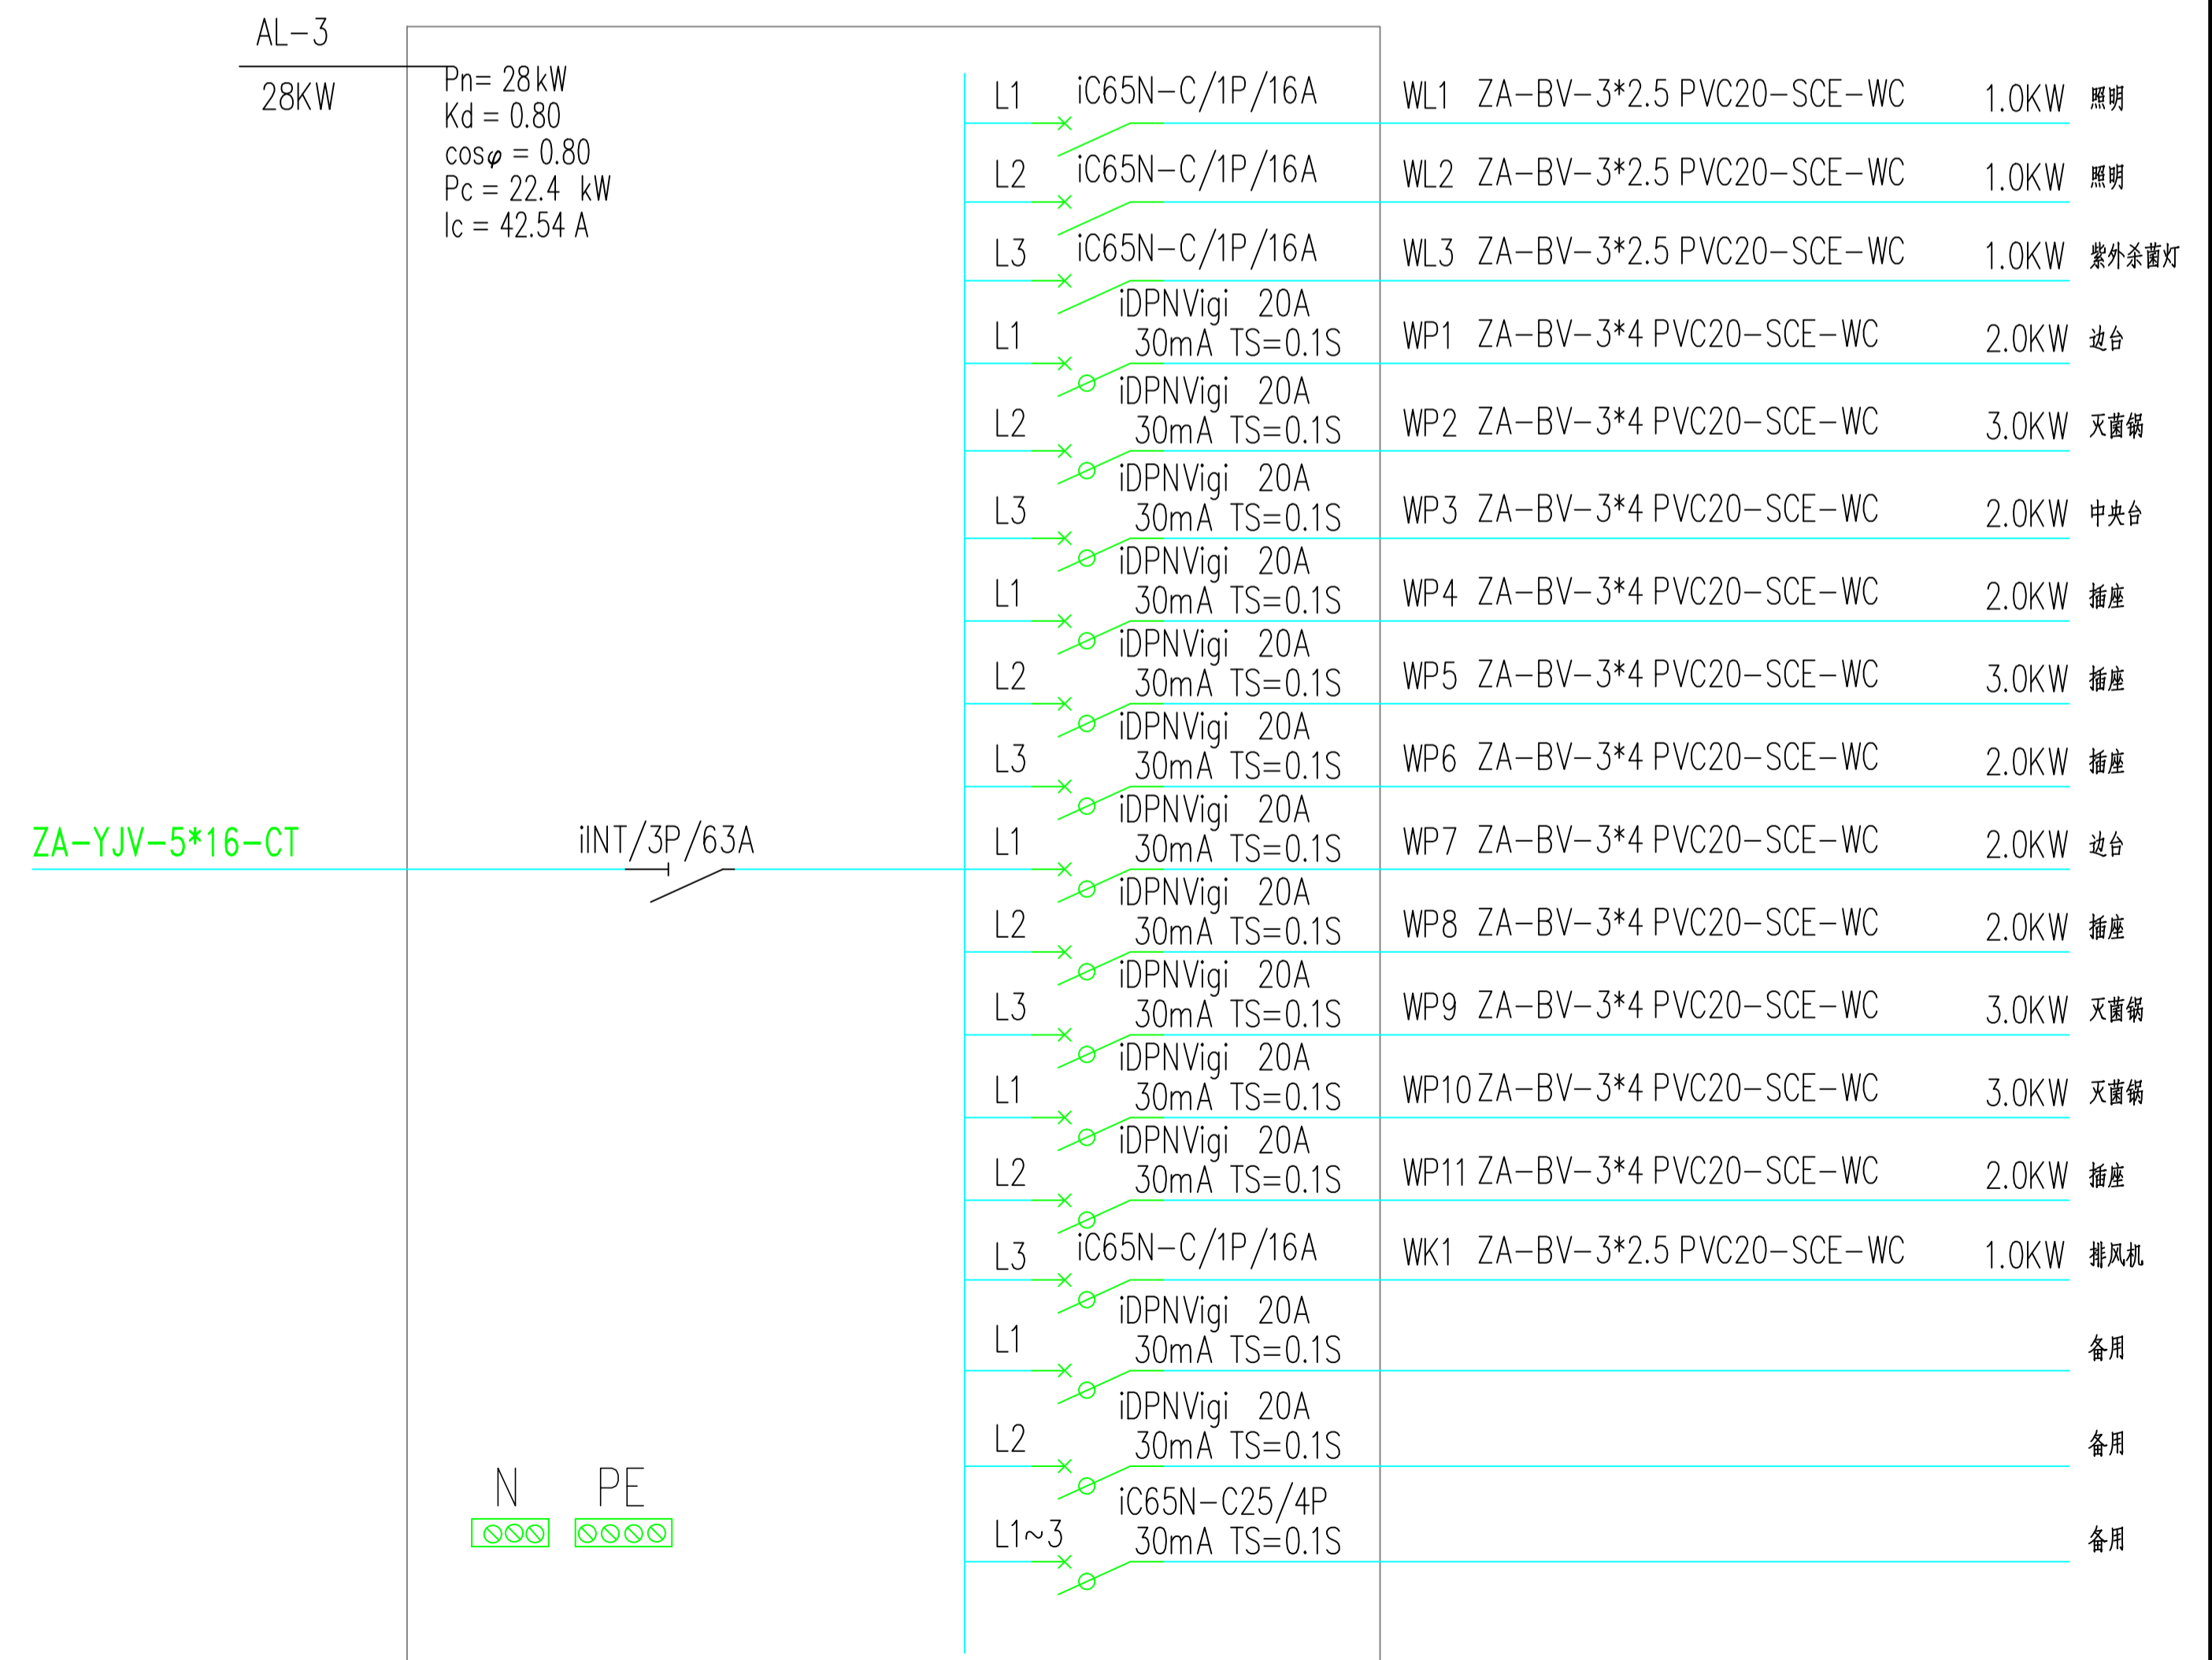 AL-3
28KW
Pn= 28kW
Kd = 0.80
cosφ = 0.80
Pc = 22.4 kW
Ic = 42.54 A
ZA-YJV-5*16-CT
iINT/3P/63A
N PE
L1 iC65N-C/1P/16A WL1 ZA-BV-3*2.5 PVC20-SCE-WC 1.0KW 照明
L2 iC65N-C/1P/16A WL2 ZA-BV-3*2.5 PVC20-SCE-WC 1.0KW 照明
L3 iC65N-C/1P/16A WL3 ZA-BV-3*2.5 PVC20-SCE-WC 1.0KW 紫外杀菌灯
iDPNVigi 20A
L1 30mA TS=0.1S WP1 ZA-BV-3*4 PVC20-SCE-WC 2.0KW 边台
iDPNVigi 20A
L2 30mA TS=0.1S WP2 ZA-BV-3*4 PVC20-SCE-WC 3.0KW 灭菌锅
iDPNVigi 20A
L3 30mA TS=0.1S WP3 ZA-BV-3*4 PVC20-SCE-WC 2.0KW 中央台
iDPNVigi 20A
L1 30mA TS=0.1S WP4 ZA-BV-3*4 PVC20-SCE-WC 2.0KW 插座
iDPNVigi 20A
L2 30mA TS=0.1S WP5 ZA-BV-3*4 PVC20-SCE-WC 3.0KW 插座
iDPNVigi 20A
L3 30mA TS=0.1S WP6 ZA-BV-3*4 PVC20-SCE-WC 2.0KW 插座
iDPNVigi 20A
L1 30mA TS=0.1S WP7 ZA-BV-3*4 PVC20-SCE-WC 2.0KW 边台
iDPNVigi 20A
L2 30mA TS=0.1S WP8 ZA-BV-3*4 PVC20-SCE-WC 2.0KW 插座
iDPNVigi 20A
L3 30mA TS=0.1S WP9 ZA-BV-3*4 PVC20-SCE-WC 3.0KW 灭菌锅
iDPNVigi 20A
L1 30mA TS=0.1S WP10 ZA-BV-3*4 PVC20-SCE-WC 3.0KW 灭菌锅
iDPNVigi 20A
L2 30mA TS=0.1S WP11 ZA-BV-3*4 PVC20-SCE-WC 2.0KW 插座
L3 iC65N-C/1P/16A WK1 ZA-BV-3*2.5 PVC20-SCE-WC 1.0KW 排风机
iDPNVigi 20A
L1 30mA TS=0.1S 备用
iDPNVigi 20A
L2 30mA TS=0.1S 备用
iC65N-C25/4P
L1~3 30mA TS=0.1S 备用